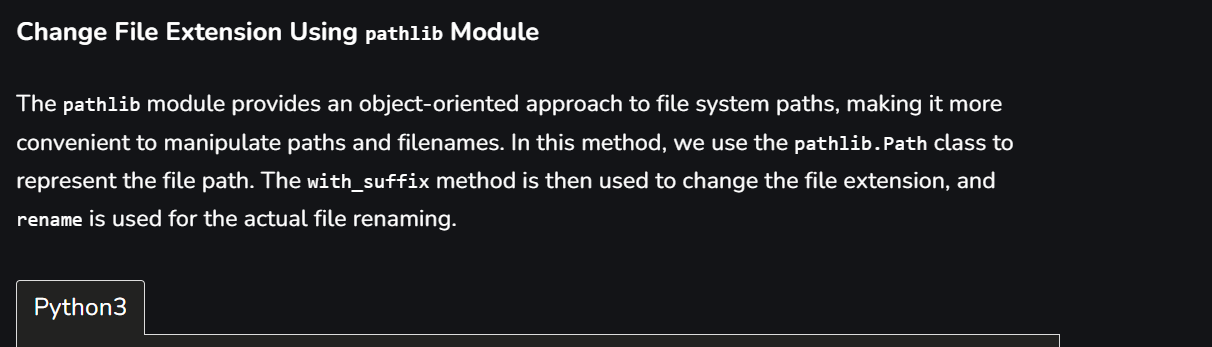 Change File Extension Using pathlib Module
The pathlib module provides an object-oriented approach to file system paths, making it more
convenient to manipulate paths and filenames. In this method, we use the pathlib.Path class to
represent the file path. The with_suffix method is then used to change the file extension, and
rename is used for the actual file renaming.
Python3